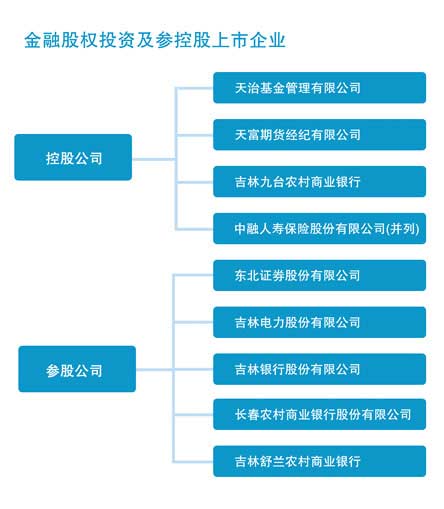 金融股权投资及参控股上市企业
控股公司
天治基金管理有限公司
天富期货经纪有限公司
吉林九台农村商业银行
中融人寿保险股份有限公司(并列)
参股公司
东北证券股份有限公司
吉林电力股份有限公司
吉林银行股份有限公司
长春农村商业银行股份有限公司
吉林舒兰农村商业银行